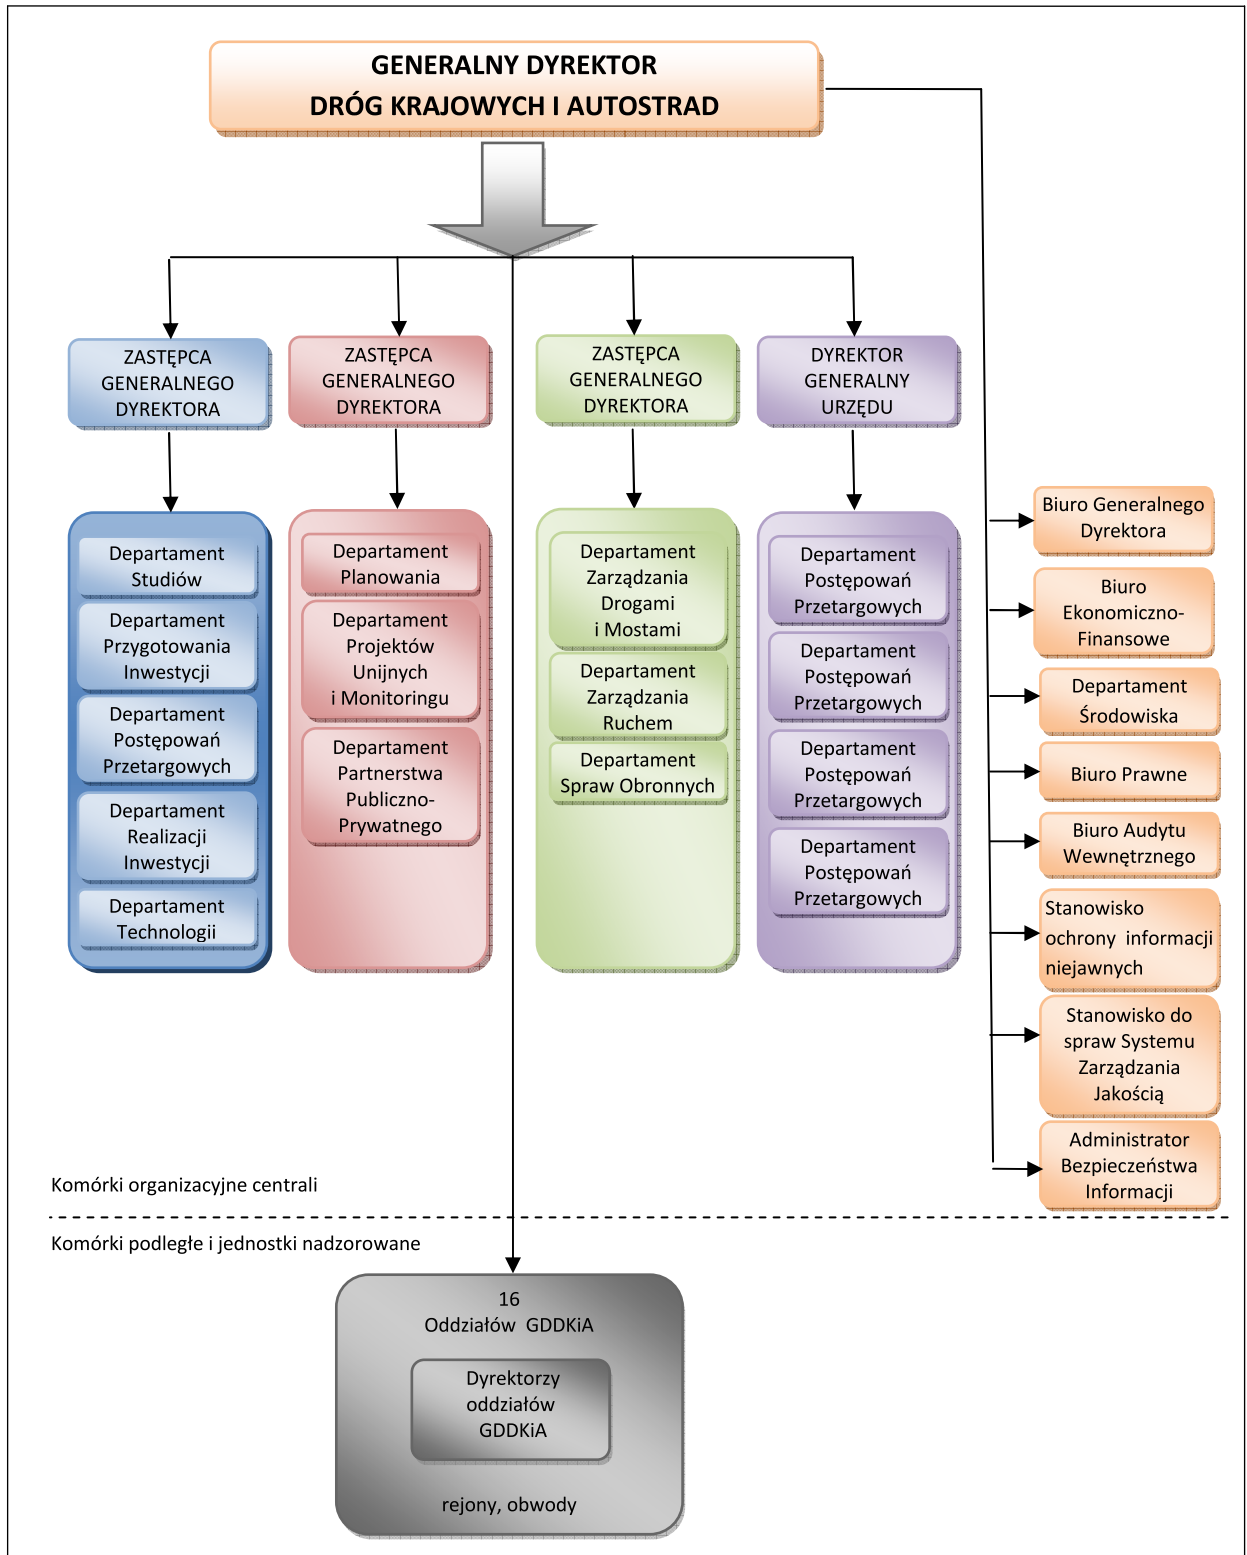 GENERALNY DYREKTOR
DRÓG KRAJOWYCH I AUTOSTRAD
ZASTĘPCA
GENERALNEGO
DYREKTORA
ZASTĘPCA
GENERALNEGO
DYREKTORA
ZASTĘPCA
GENERALNEGO
DYREKTORA
DYREKTOR
GENERALNY
URZĘDU
Departament
Studiów
Departament
Przygotowania
Inwestycji
Departament
Postępowań
Przetargowych
Departament
Realizacji
Inwestycji
Departament
Technologii
Departament
Planowania
Departament
Projektów
Unijnych
i Monitoringu
Departament
Partnerstwa
Publiczno-
Prywatnego
Departament
Zarządzania
Drogami
i Mostami
Departament
Zarządzania
Ruchem
Departament
Spraw Obronnych
Departament
Postępowań
Przetargowych
Departament
Postępowań
Przetargowych
Departament
Postępowań
Przetargowych
Departament
Postępowań
Przetargowych
Biuro Generalnego
Dyrektora
Biuro
Ekonomiczno-
Finansowe
Departament
Środowiska
Biuro Prawne
Biuro Audytu
Wewnętrznego
Stanowisko
ochrony informacji
niejawnych
Stanowisko do
spraw Systemu
Zarządzania
Jakością
Administrator
Bezpieczeństwa
Informacji
Komórki organizacyjne centrali
Komórki podległe i jednostki nadzorowane
16
Oddziałów GDDKiA
Dyrektorzy
oddziałów
GDDKiA
rejony, obwody